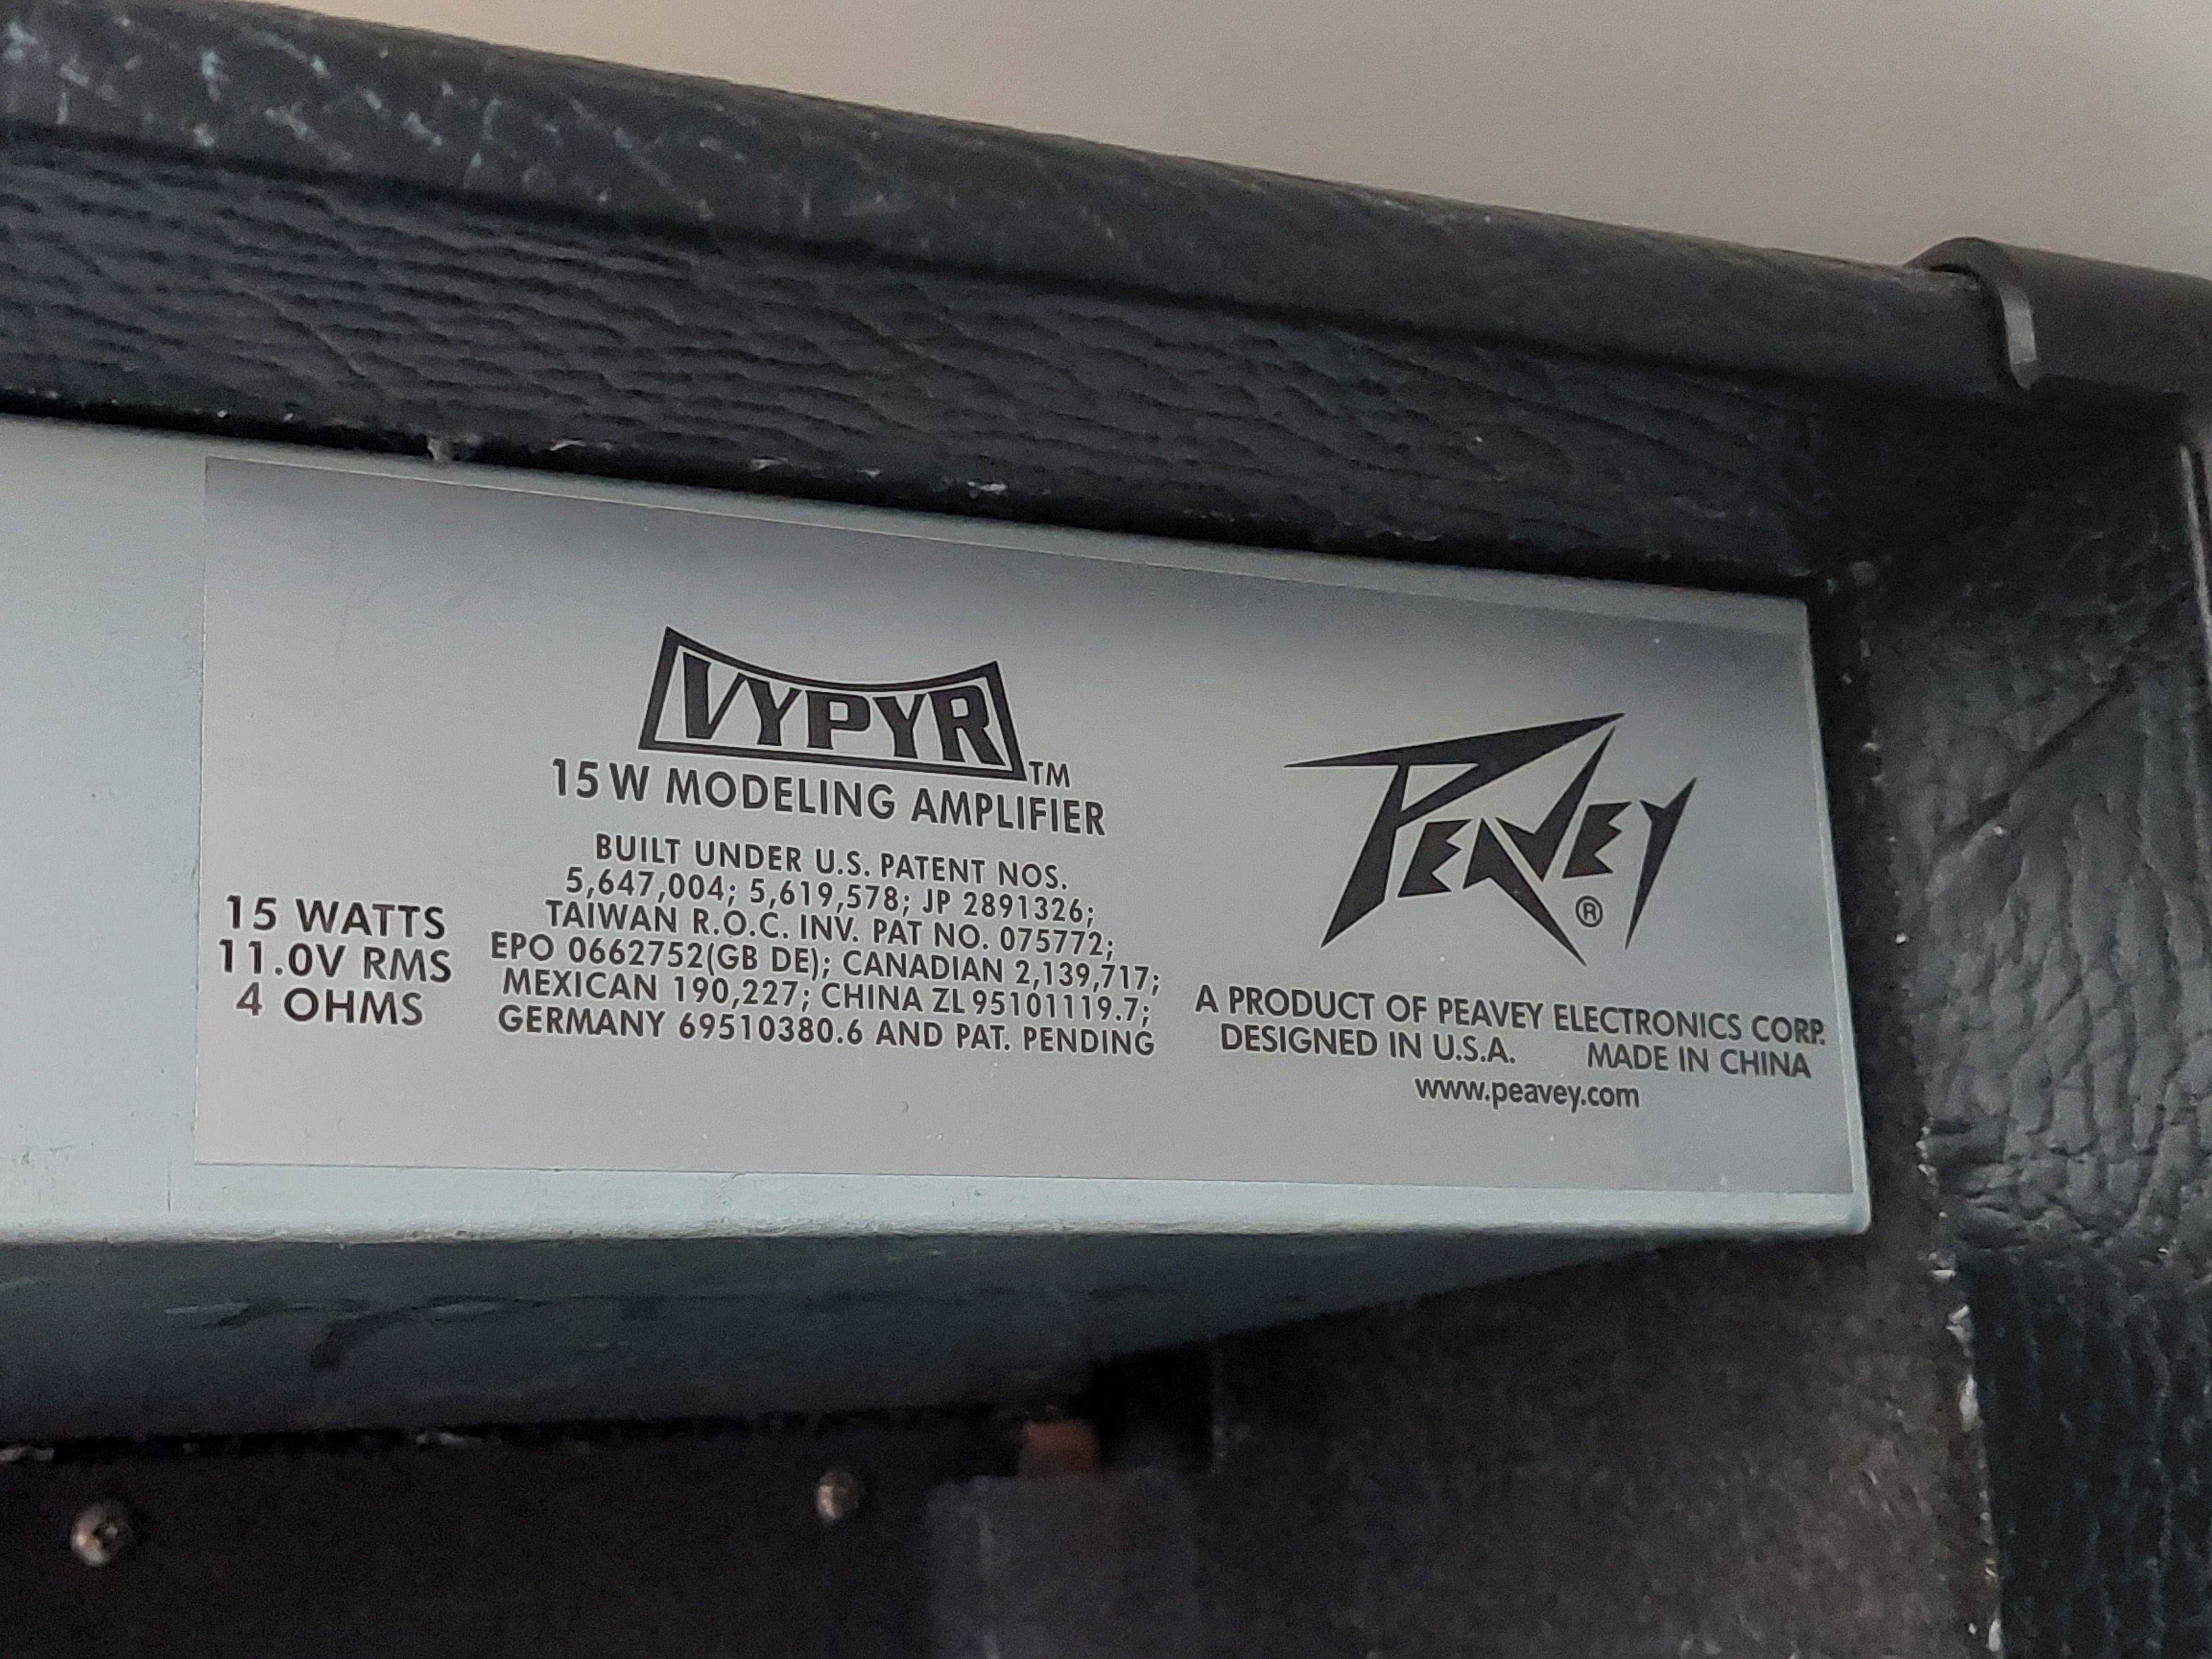 VYPYR™
15 W MODELING AMPLIFIER
BUILT UNDER U.S. PATENT NOS.
5,647,004; 5,619,578; JP 2891326;
TAIWAN R.O.C. INV. PAT NO. 075772;
EPO 0662752(GB DE); CANADIAN 2,139,717;
MEXICAN 190,227; CHINA ZL 95101119.7;
GERMANY 69510380.6 AND PAT. PENDING
15 WATTS
11.0V RMS
4 OHMS
PEAVEY®
A PRODUCT OF PEAVEY ELECTRONICS CORP.
DESIGNED IN U.S.A. MADE IN CHINA
www.peavey.com